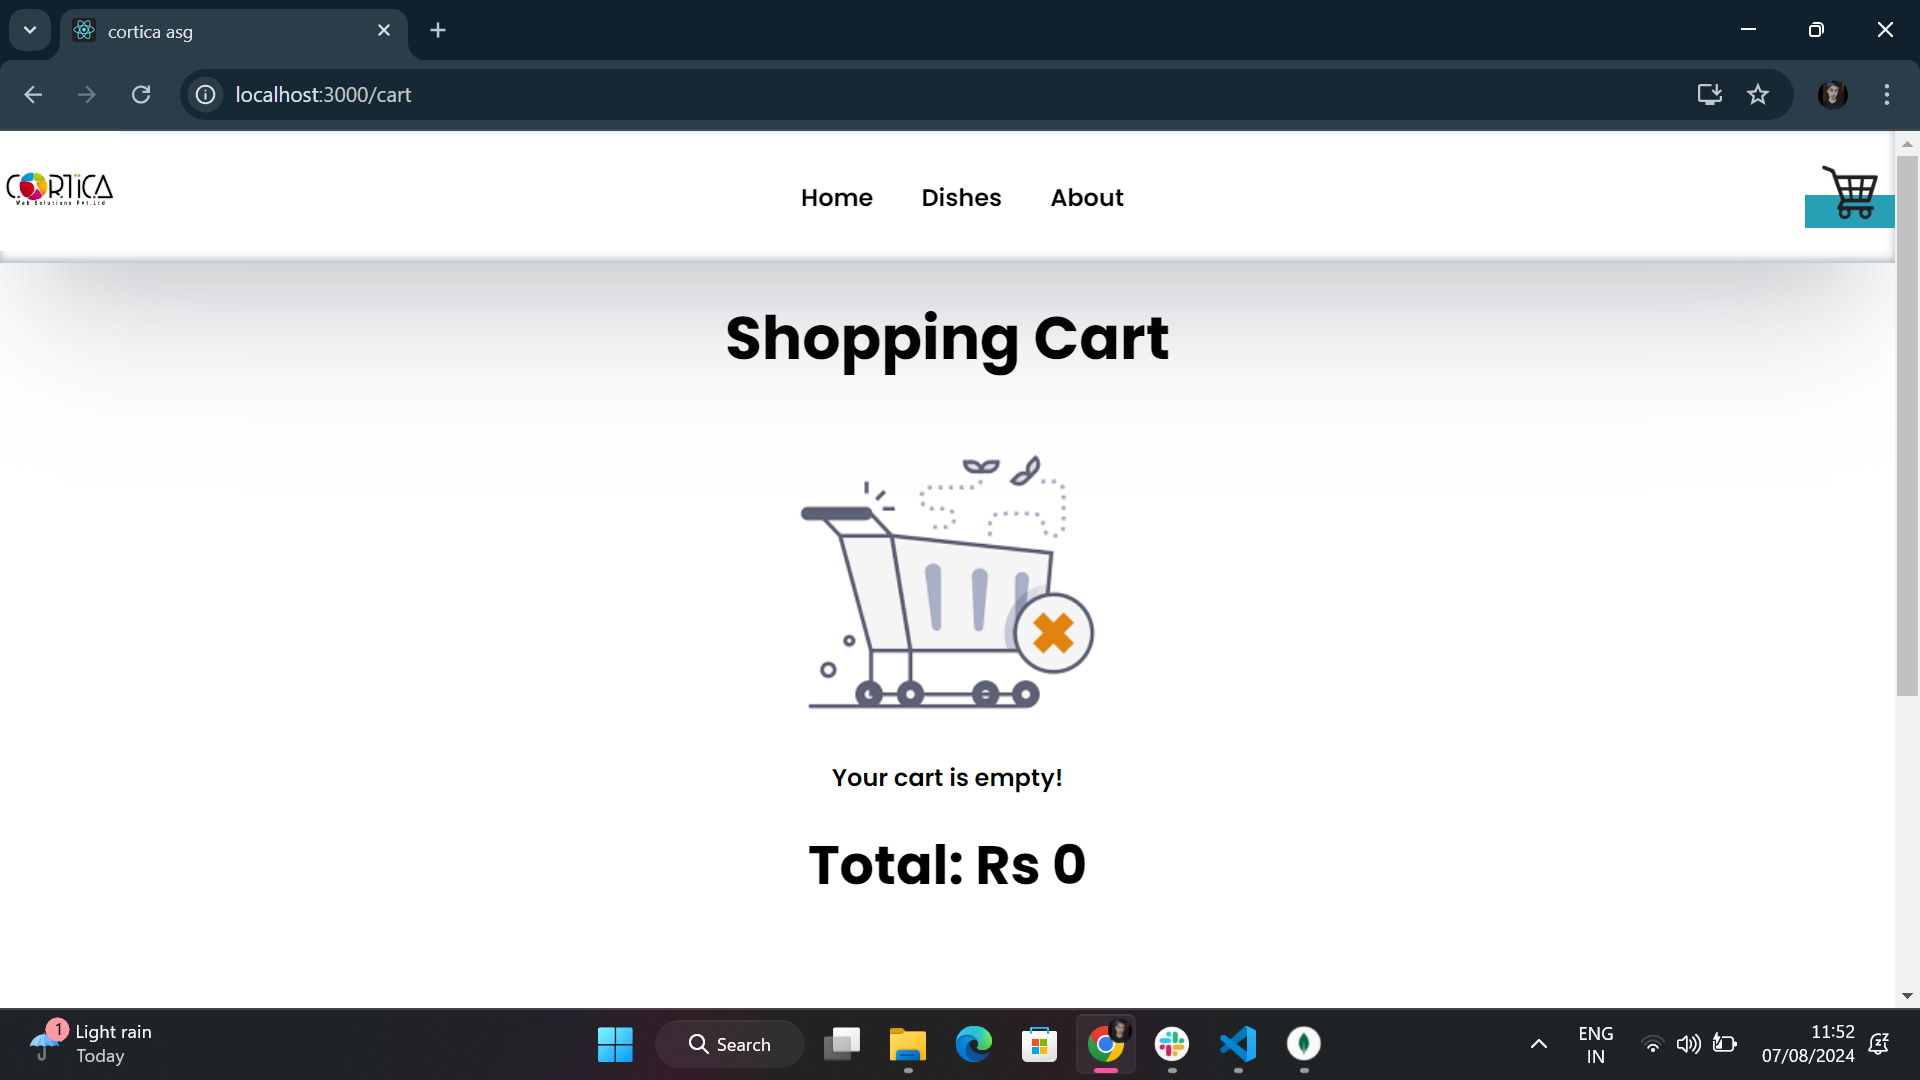 cortica asg
localhost:3000/cart
CORTICA
Web Solutions Pvt.Ltd
Home Dishes About
Shopping Cart
Your cart is empty!
Total: Rs 0
1
Light rain
Today
Search
ENG
IN
11:52
07/08/2024